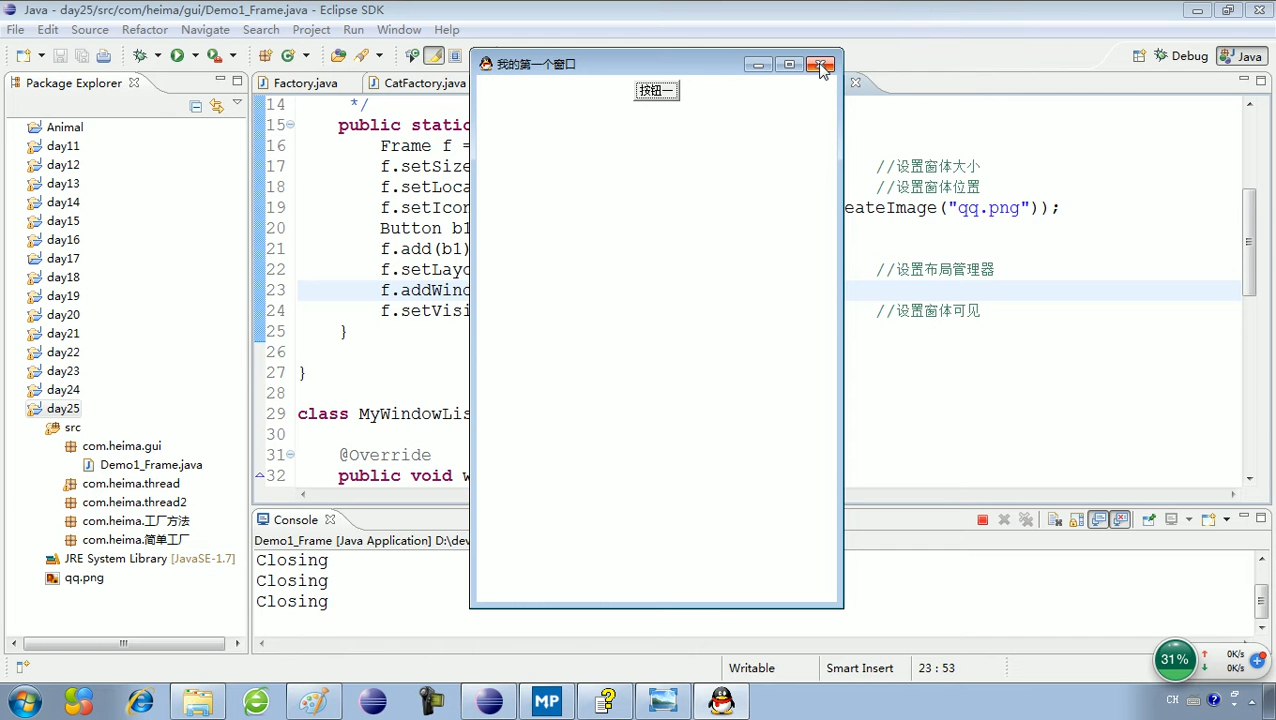 Java - day25/src/com/heima/gui/Demo1_Frame.java - Eclipse SDK
File Edit Source Refactor Navigate Search Project Run Window Help
Debug Java
Package Explorer
Factory.java CatFactory.java
我的第一个窗口
按钮一
Animal
day11
day12
day13
day14
day15
day16
day17
day18
day19
day20
day21
day22
day23
day24
day25
src
com.heima.gui
Demo1_Frame.java
com.heima.thread
com.heima.thread2
com.heima.工厂方法
com.heima.简单工厂
JRE System Library [JavaSE-1.7]
qq.png
14 */
15 public static
16 Frame f =
17 f.setSize //设置窗体大小
18 f.setLoca //设置窗体位置
19 f.setIcon eateImage("qq.png"));
20 Button b1
21 f.add(b1)
22 f.setLayo //设置布局管理器
23 f.addWind
24 f.setVisi //设置窗体可见
25 }
26
27 }
28
29 class MyWindowLis
30
31 @Override
32 public void w
Console
Demo1_Frame [Java Application] D:\dev
Closing
Closing
Closing
Writable Smart Insert 23 : 53
31% 0K/s
0K/s
MP CH